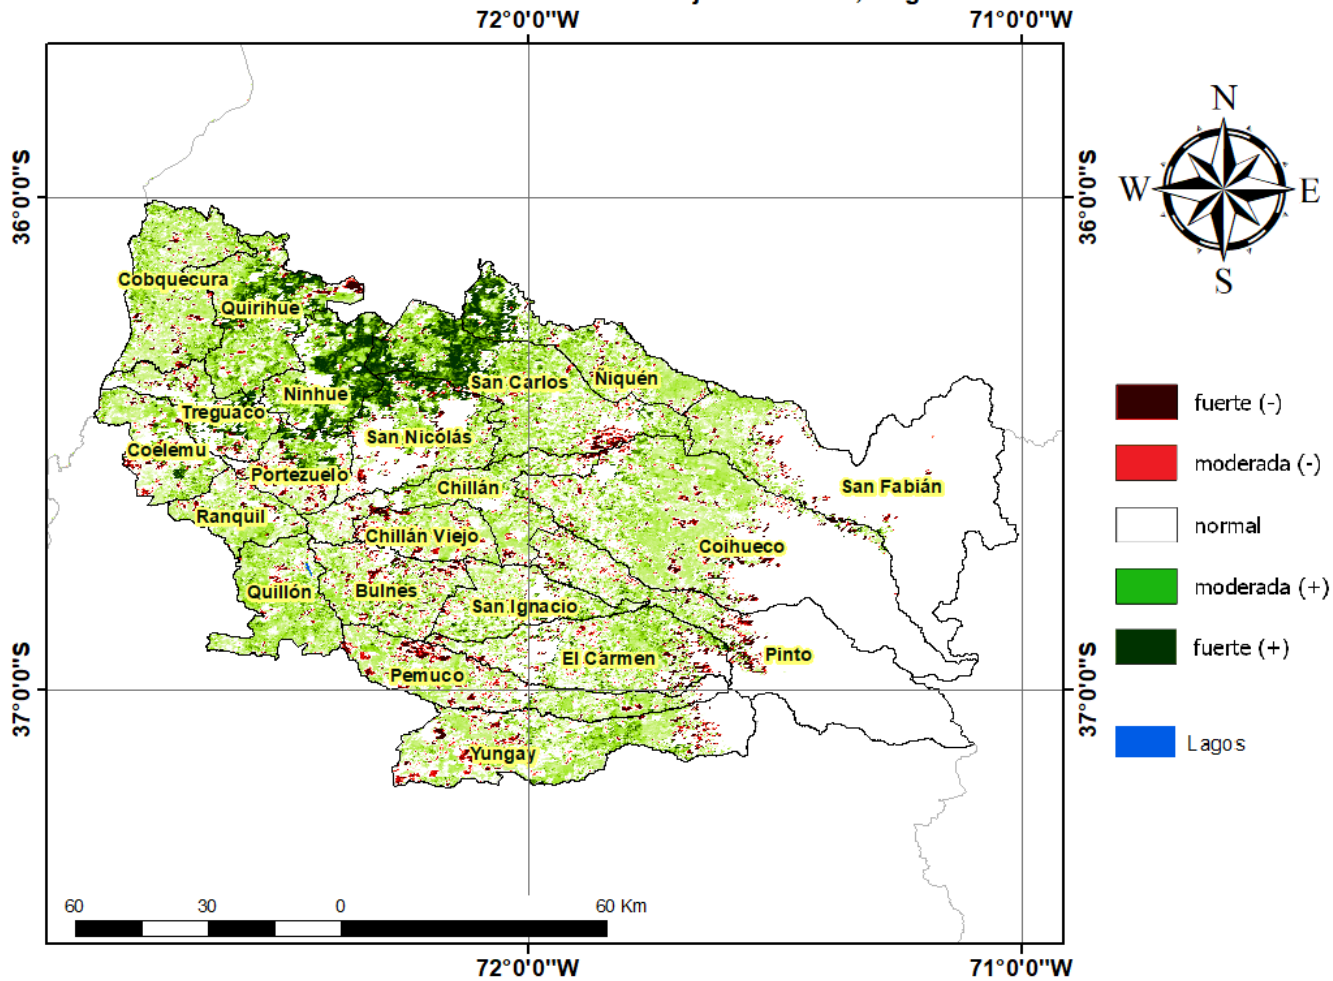 72°0'0"W
71°0'0"W
36°0'0"S
36°0'0"S
N
W
E
S
Cobquecura
Quirihue
Ninhue
San Carlos
Ñiquén
Treguaco
San Nicolás
Coelemu
Portezuelo
Chillán
San Fabián
Ranquil
Chillán Viejo
Coihueco
Quillón
Bulnes
San Ignacio
El Carmen
Pinto
Pemuco
Yungay
fuerte (-)
moderada (-)
normal
moderada (+)
fuerte (+)
Lagos
37°0'0"S
37°0'0"S
60 30 0 60 Km
72°0'0"W
71°0'0"W